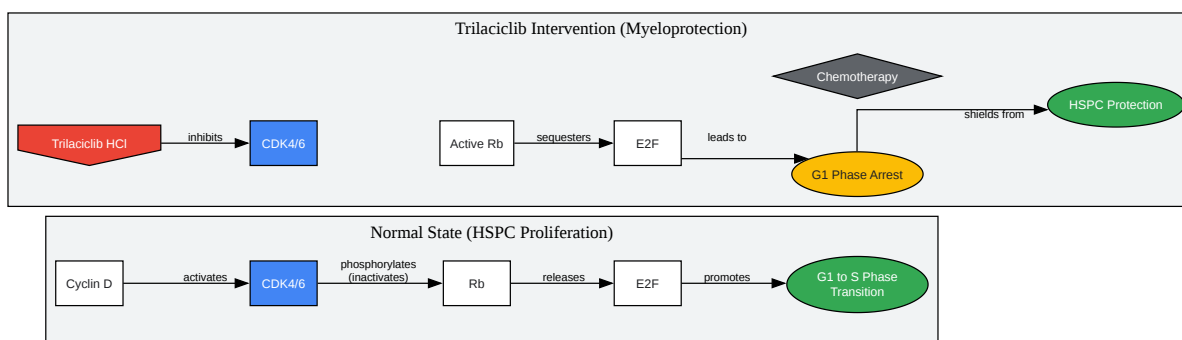 Trilaciclib Intervention (Myeloprotection)
Chemotherapy
HSPC Protection
shields from
Trilaciclib HCl
inhibits
CDK4/6
Active Rb
sequesters
E2F
leads to
G1 Phase Arrest
Normal State (HSPC Proliferation)
Cyclin D
activates
CDK4/6
phosphorylates
(inactivates)
Rb
releases
E2F
promotes
G1 to S Phase
Transition